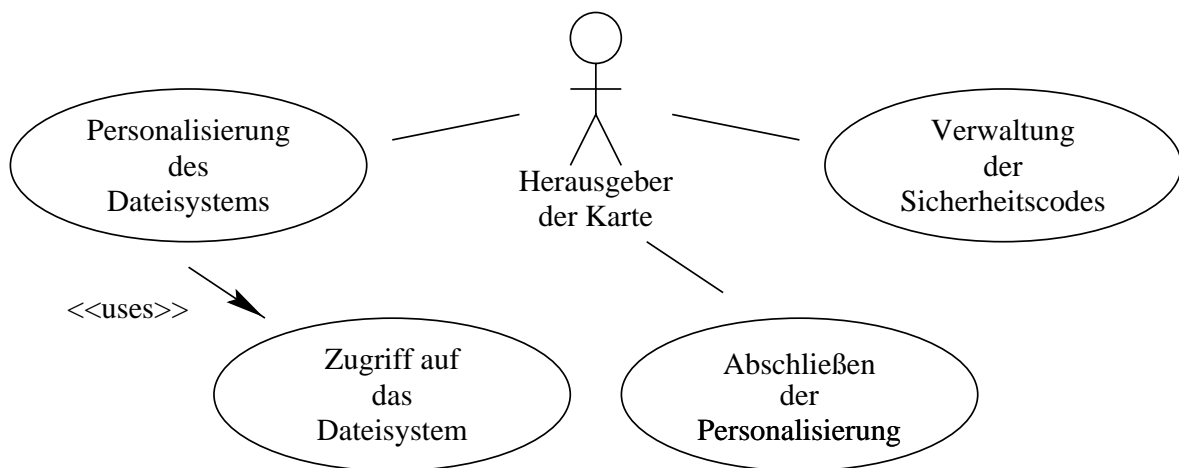 Personalisierung
des
Dateisystems
Herausgeber
der Karte
Verwaltung
der
Sicherheitscodes
<<uses>>
Zugriff auf
das
Dateisystem
Abschließen
der
Personalisierung